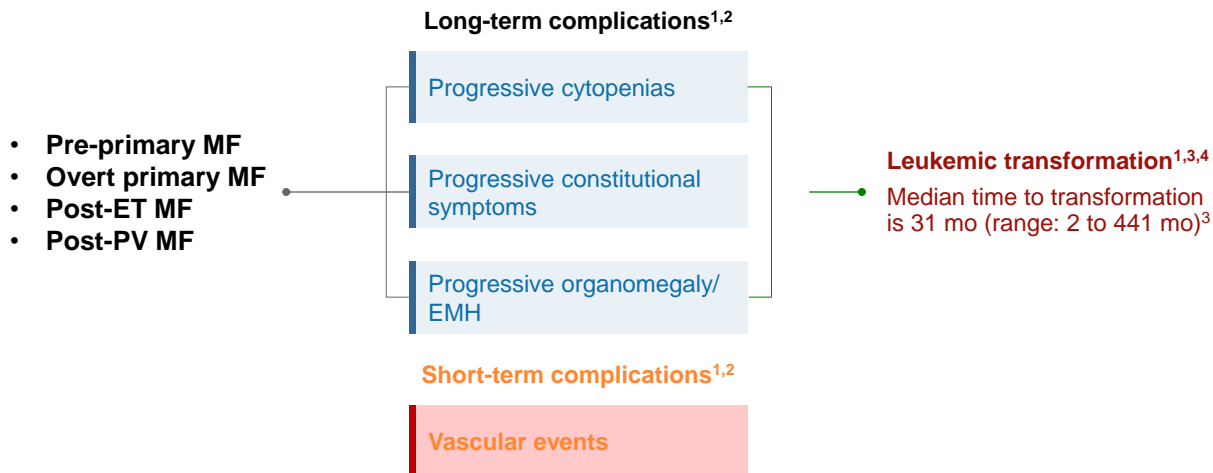 Long-term complications1,2
Progressive cytopenias
• Pre-primary MF
• Overt primary MF
• Post-ET MF
• Post-PV MF
Progressive constitutional
symptoms
Progressive organomegaly/
EMH
Leukemic transformation1,3,4
Median time to transformation
is 31 mo (range: 2 to 441 mo)3
Short-term complications1,2
Vascular events